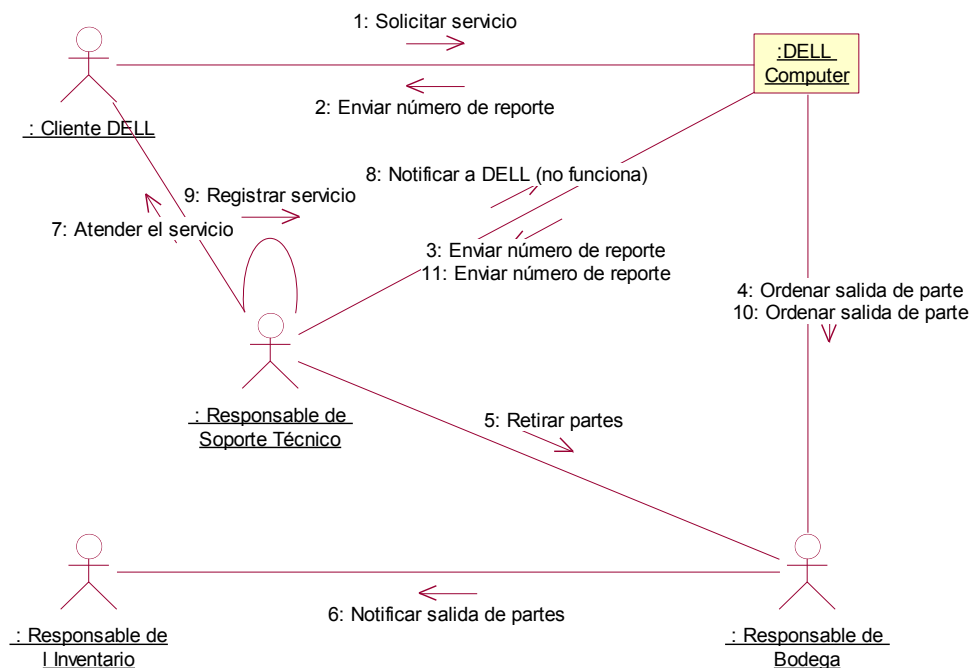 1: Solicitar servicio
:DELL
Computer
2: Enviar número de reporte
: Cliente DELL
8: Notificar a DELL (no funciona)
9: Registrar servicio
7: Atender el servicio
3: Enviar número de reporte
11: Enviar número de reporte
4: Ordenar salida de parte
10: Ordenar salida de parte
: Responsable de
Soporte Técnico
5: Retirar partes
6: Notificar salida de partes
: Responsable de
I Inventario
: Responsable de
Bodega